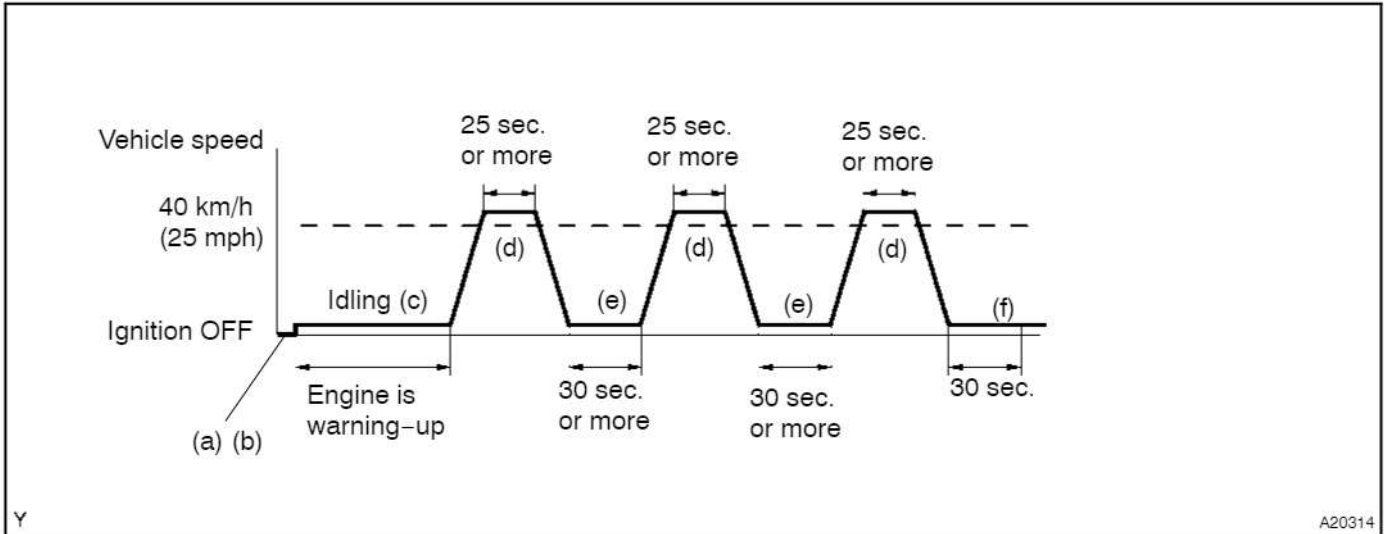 25 sec.
or more
25 sec.
or more
25 sec.
or more
Vehicle speed
40 km/h
(25 mph)
(d)
(d)
(d)
Idling (c)
(e)
(e)
(f)
Ignition OFF
Engine is
warning−up
30 sec.
or more
30 sec.
or more
30 sec.
(a) (b)
Y
A20314